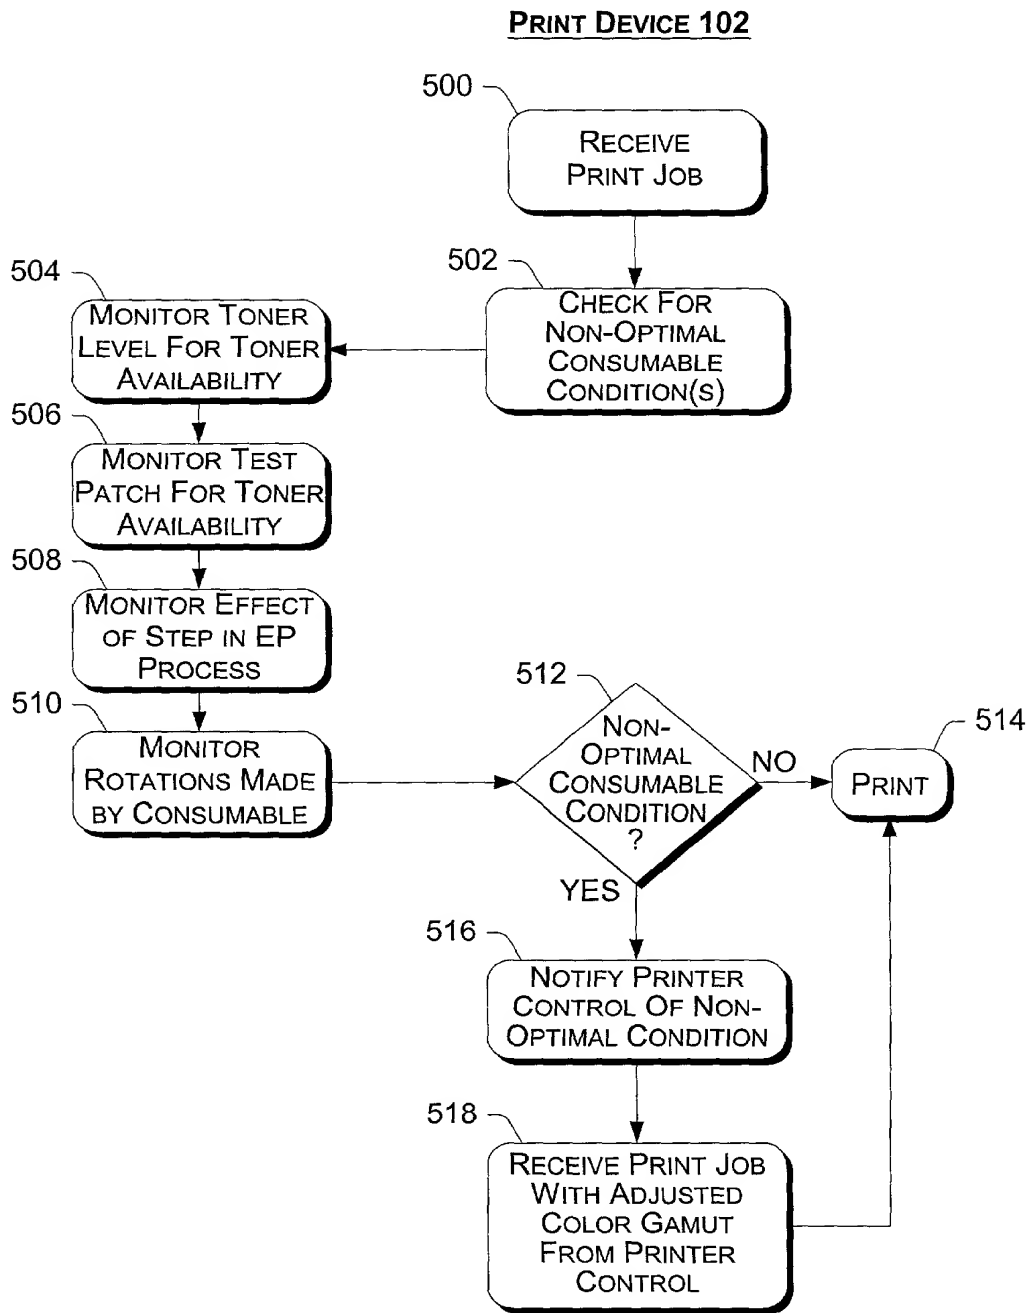 PRINT DEVICE 102
500
RECEIVE
PRINT JOB
502
CHECK FOR
NON-OPTIMAL
CONSUMABLE
CONDITION(S)
504
MONITOR TONER
LEVEL FOR TONER
AVAILABILITY
506
MONITOR TEST
PATCH FOR TONER
AVAILABILITY
508
MONITOR EFFECT
OF STEP IN EP
PROCESS
510
MONITOR
ROTATIONS MADE
BY CONSUMABLE
512
NON-
OPTIMAL
CONSUMABLE
CONDITION
?
NO
514
PRINT
YES
516
NOTIFY PRINTER
CONTROL OF NON-
OPTIMAL CONDITION
518
RECEIVE PRINT JOB
WITH ADJUSTED
COLOR GAMUT
FROM PRINTER
CONTROL